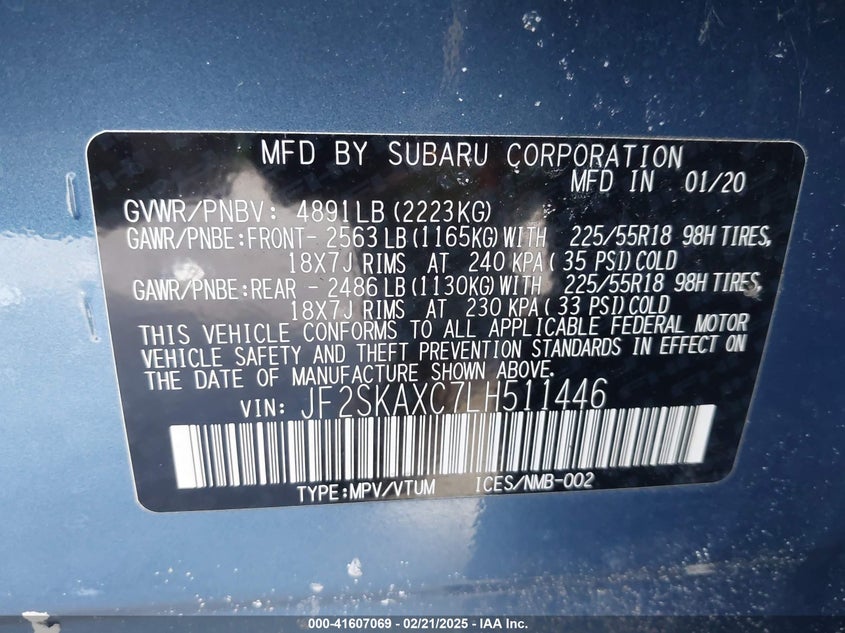 MFD BY SUBARU CORPORATION
MFD IN 01/20
GVWR/PNBV: 4891LB(2223KG)
GAWR/PNBE:FRONT- 2563LB(1165KG)WITH 225/55R18 98H TIRES,
18X7J RIMS AT 240 KPA( 35 PSI)COLD
GAWR/PNBE:REAR - 2486LB(1130KG)WITH 225/55R18 98H TIRES,
18X7J RIMS AT 230 KPA( 33 PSI)COLD
THIS VEHICLE CONFORMS TO ALL APPLICABLE FEDERAL MOTOR
VEHICLE SAFETY AND THEFT PREVENTION STANDARDS IN EFFECT ON
THE DATE OF MANUFACTURE SHOWN ABOVE.
VIN: JF2SKAXC7LH511446
TYPE:MPV/VTUM ICES/NMB-002
000-41607069 - 02/21/2025 - IAA Inc.